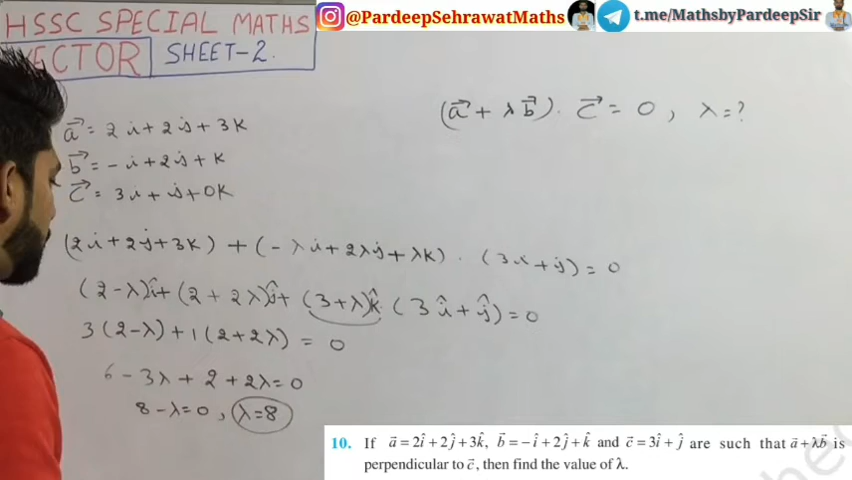 HSSC SPECIAL MATHS
@PardeepSehrawatMaths
t.me/MathsbyPardeepSir
VECTOR SHEET-2.
a⃗ = 2i + 2j + 3k
(a⃗ + λb⃗). c⃗ = 0, λ=?
b⃗ = -i + 2j + k
c⃗ = 3i + j + 0k
(2i + 2j + 3k) + (-λi + 2λj + λk). (3i + j) = 0
(2-λ)î + (2 + 2λ)ĵ + (3+λ)k̂. (3î + ĵ) = 0
3(2-λ) + 1(2+2λ) = 0
6 - 3λ + 2 + 2λ = 0
8 - λ = 0, λ = 8
10. If a⃗ = 2î + 2ĵ + 3k̂, b⃗ = -î + 2ĵ + k̂ and c⃗ = 3î + ĵ are such that a⃗ + λb⃗ is
perpendicular to c⃗, then find the value of λ.